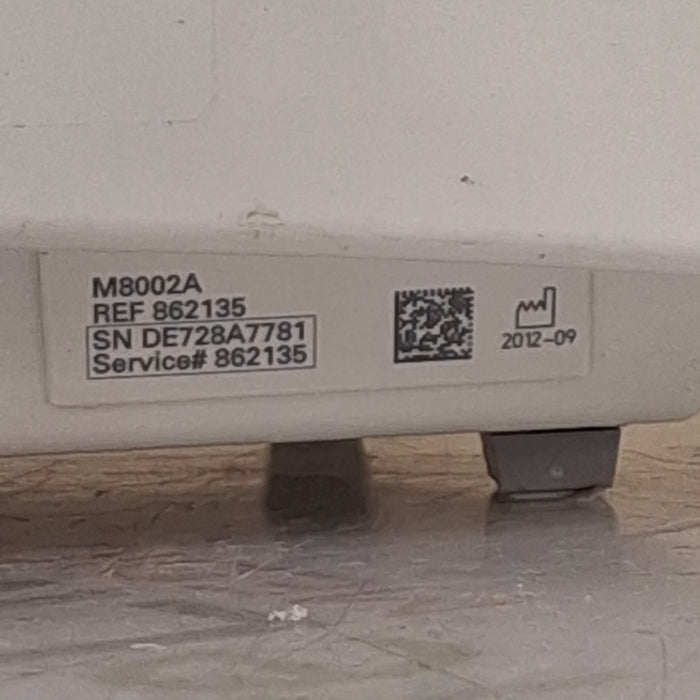 M8002A
REF 862135
SN DE728A7781
Service# 862135
2012-09